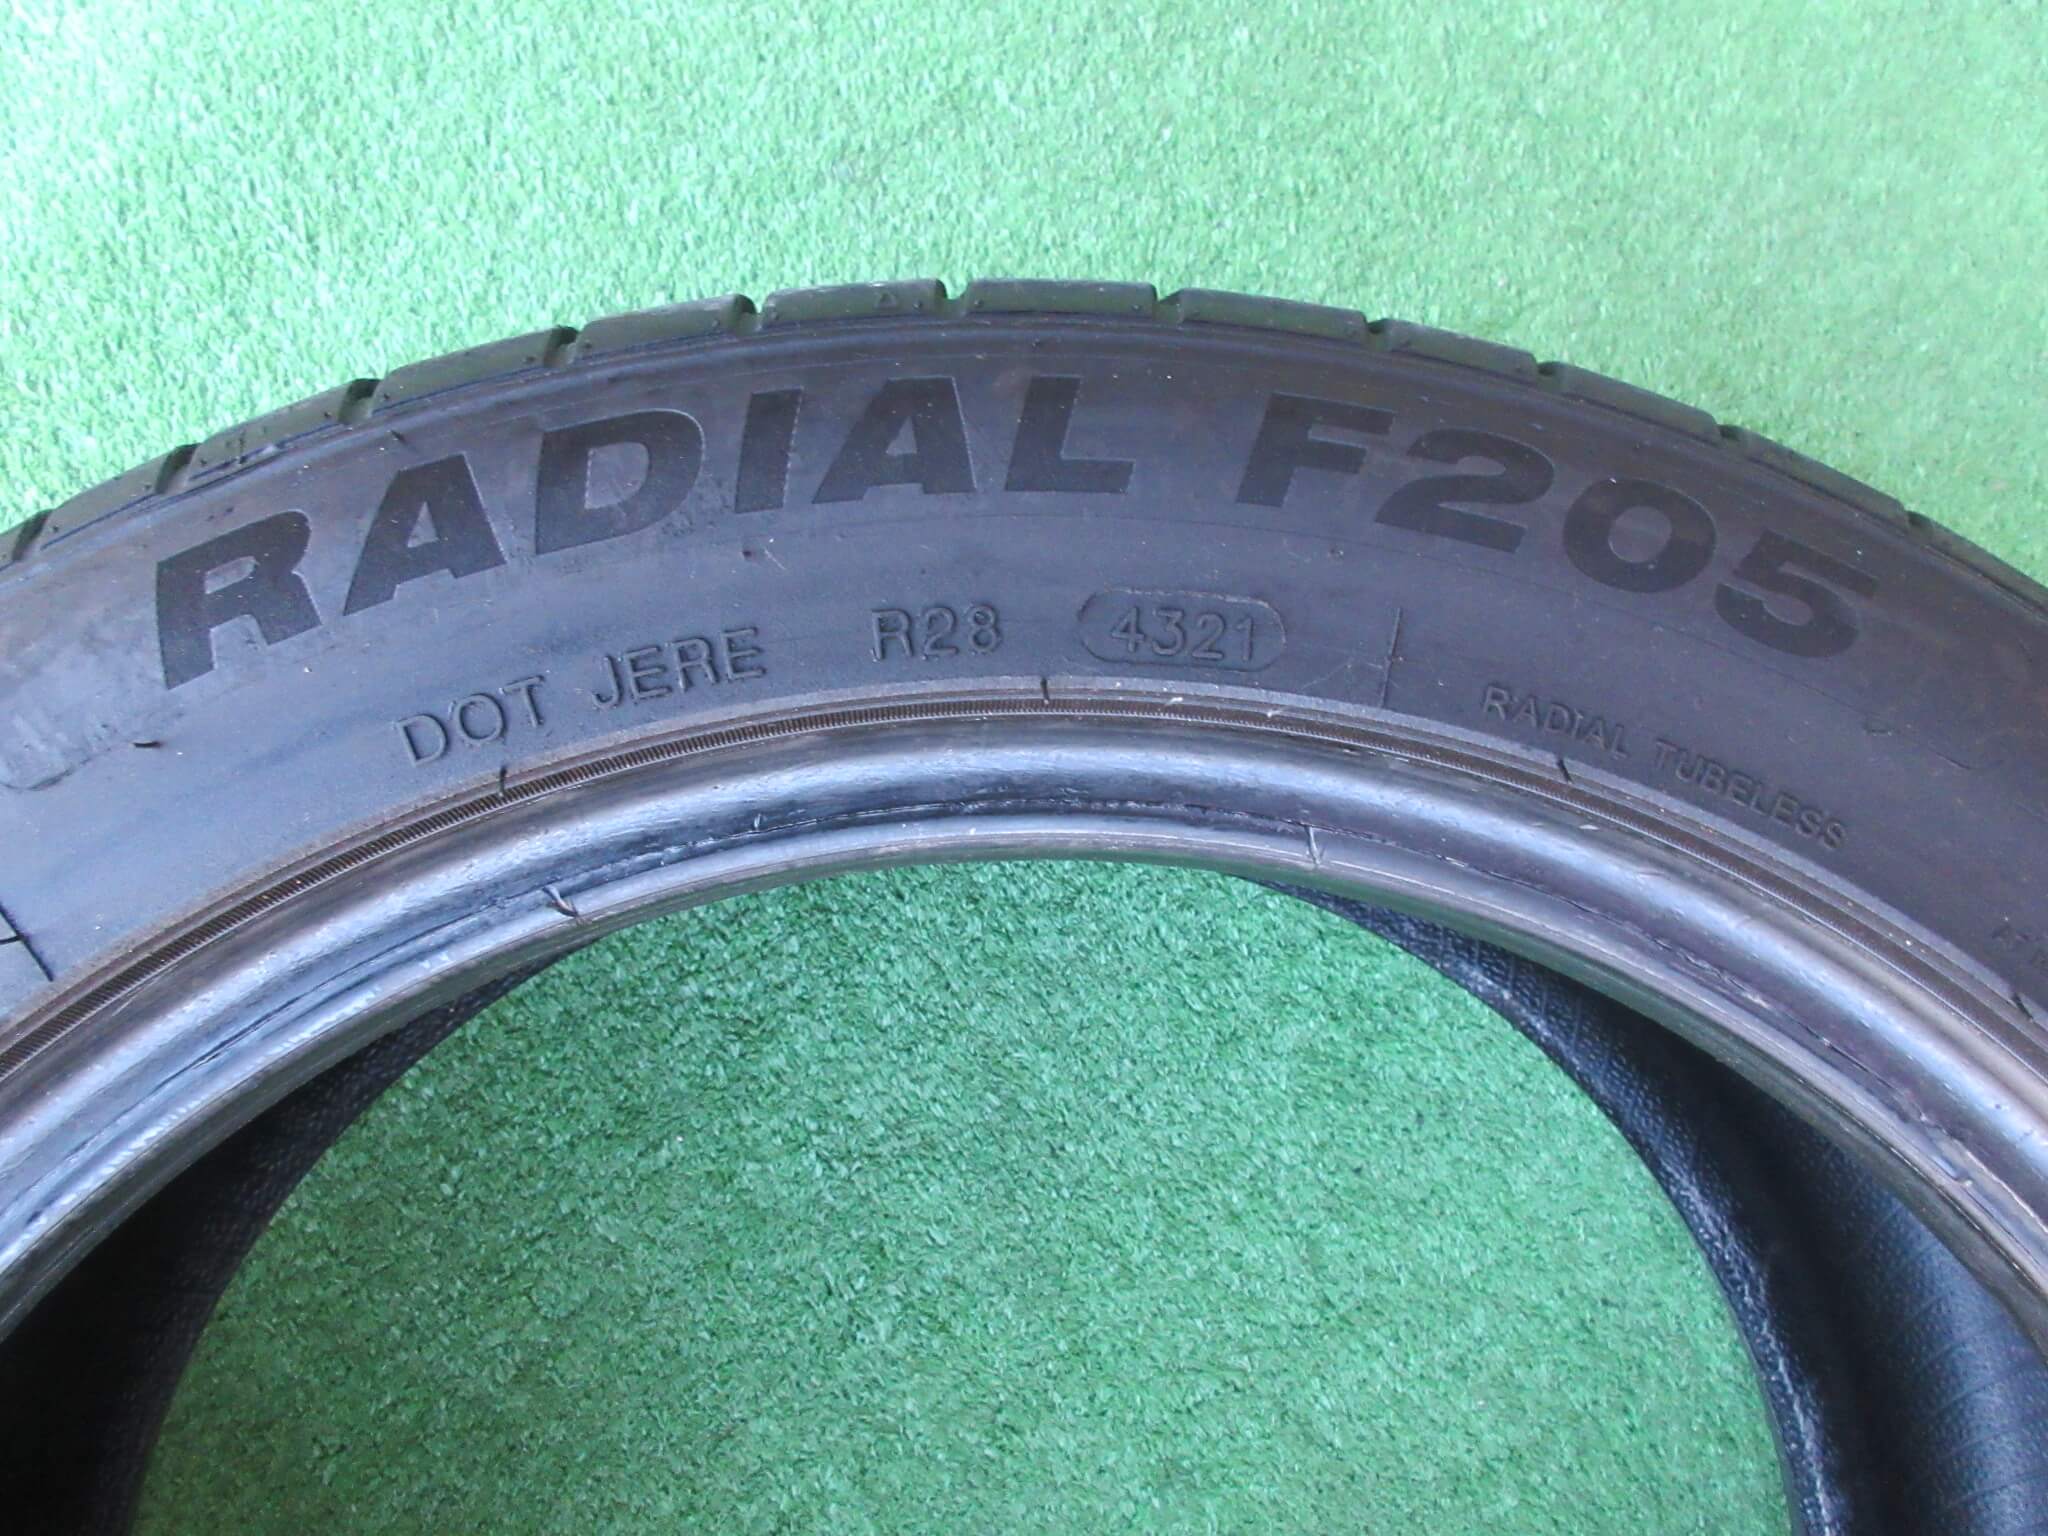 RADIAL F205
DOT JERE R28 4321
RADIAL TUBELESS